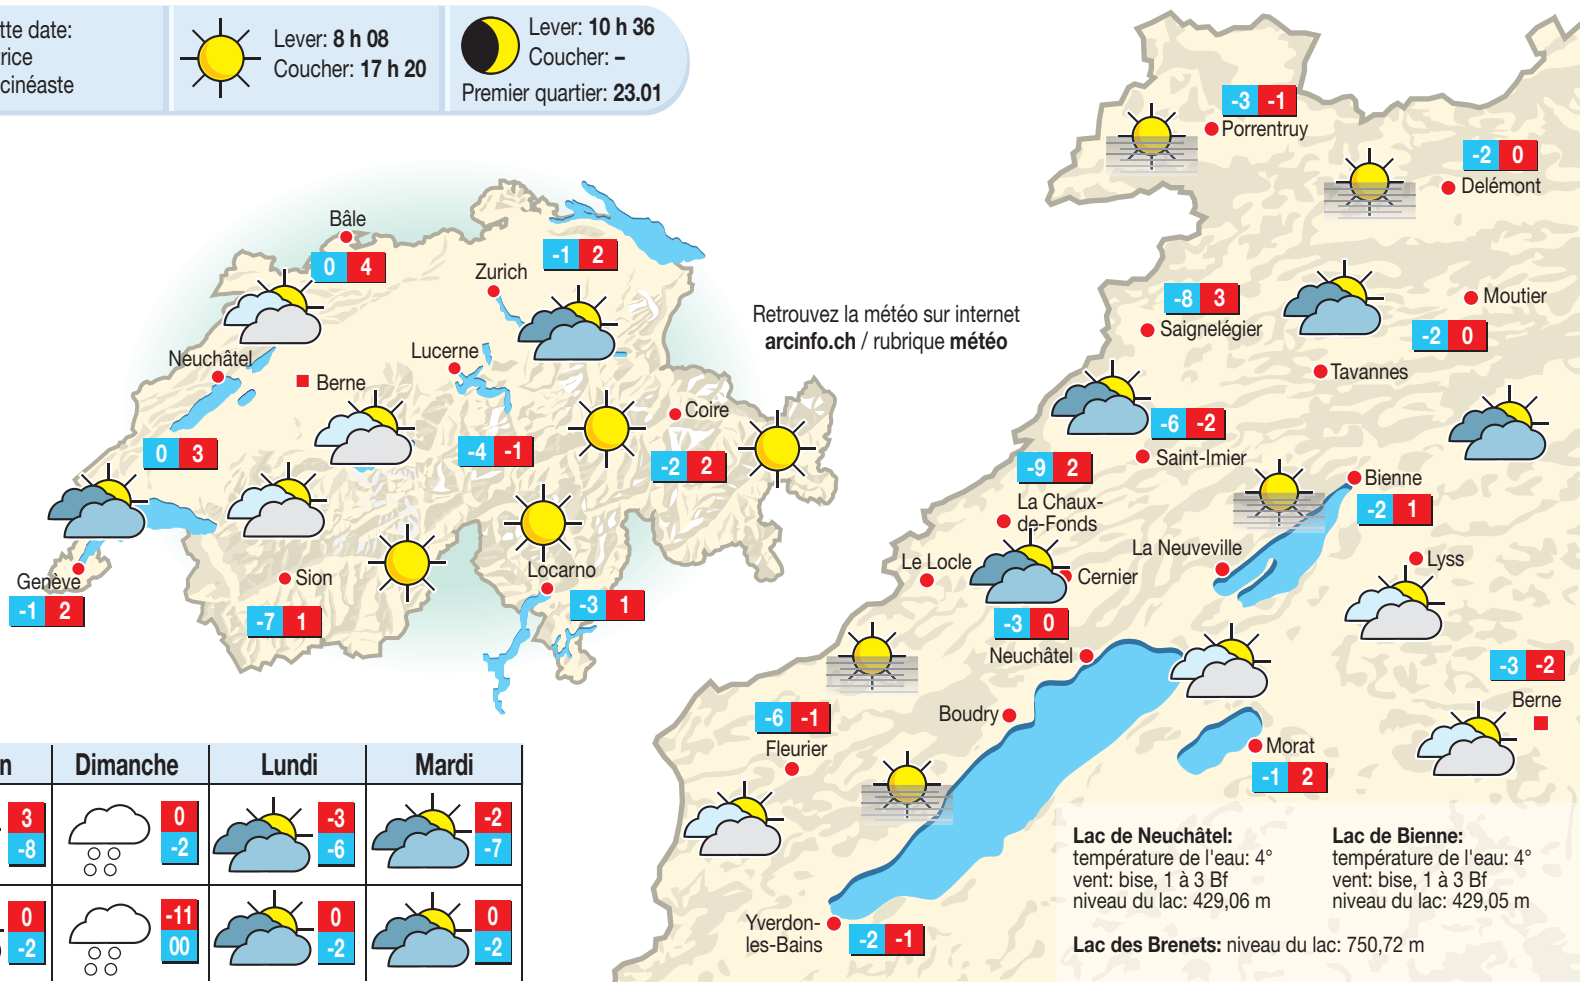 tte date:
rice
cinéaste
Lever: 8 h 08
Coucher: 17 h 20
Lever: 10 h 36
Coucher: –
Premier quartier: 23.01
Bâle
0 4
-1 2
Zurich
Neuchâtel
Lucerne
Berne
Coire
0 3
-4 -1
-2 2
Genève
-1 2
Sion
-7 1
Locarno
-3 1
Retrouvez la météo sur internet
arcinfo.ch / rubrique météo
-3 -1
Porrentruy
-2 0
Delémont
-8 3
Saignelégier
Moutier
-2 0
Tavannes
-6 -2
Saint-Imier
-9 2
La Chaux-
de-Fonds
Bienne
-2 1
La Neuveville
Lyss
Le Locle
Cernier
-3 0
Neuchâtel
-3 -2
Berne
-6 -1
Fleurier
Boudry
Morat
-1 2
Yverdon-
les-Bains
-2 -1
n Dimanche Lundi Mardi
3 0 -3 -2
-8 -2 -6 -7
0 -11 0 0
-2 00 -2 -2
Lac de Neuchâtel:
température de l'eau: 4°
vent: bise, 1 à 3 Bf
niveau du lac: 429,06 m
Lac de Bienne:
température de l'eau: 4°
vent: bise, 1 à 3 Bf
niveau du lac: 429,05 m
Lac des Brenets: niveau du lac: 750,72 m